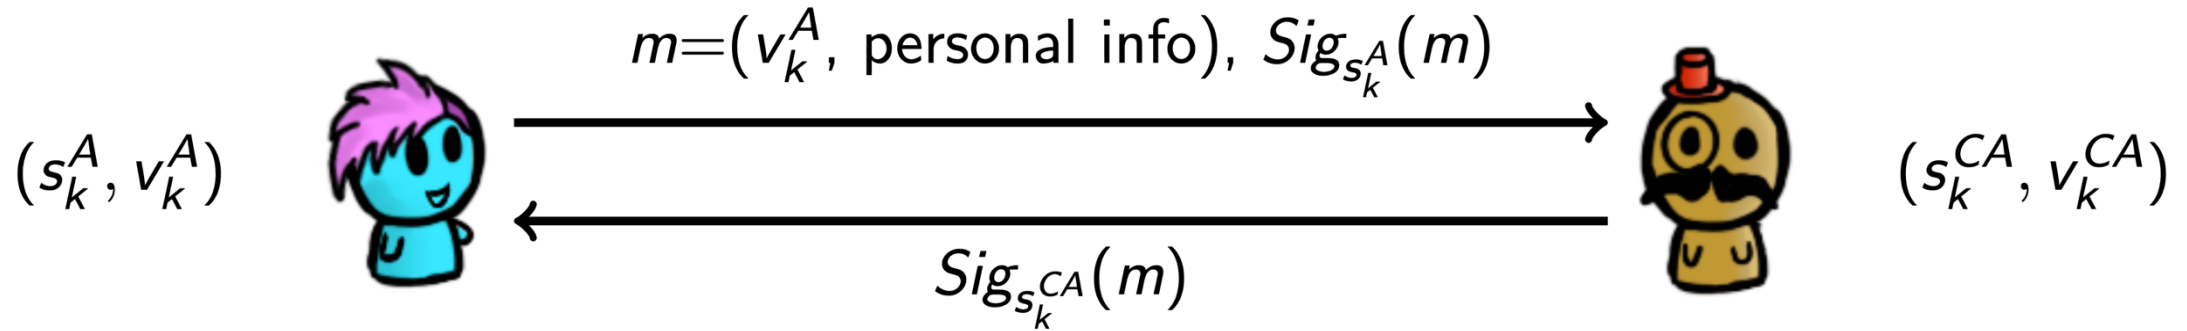 m=(v_k^A, personal info), Sig_{s_k^A}(m)
(s_k^A, v_k^A)
(s_k^{CA}, v_k^{CA})
Sig_{s_k^{CA}}(m)